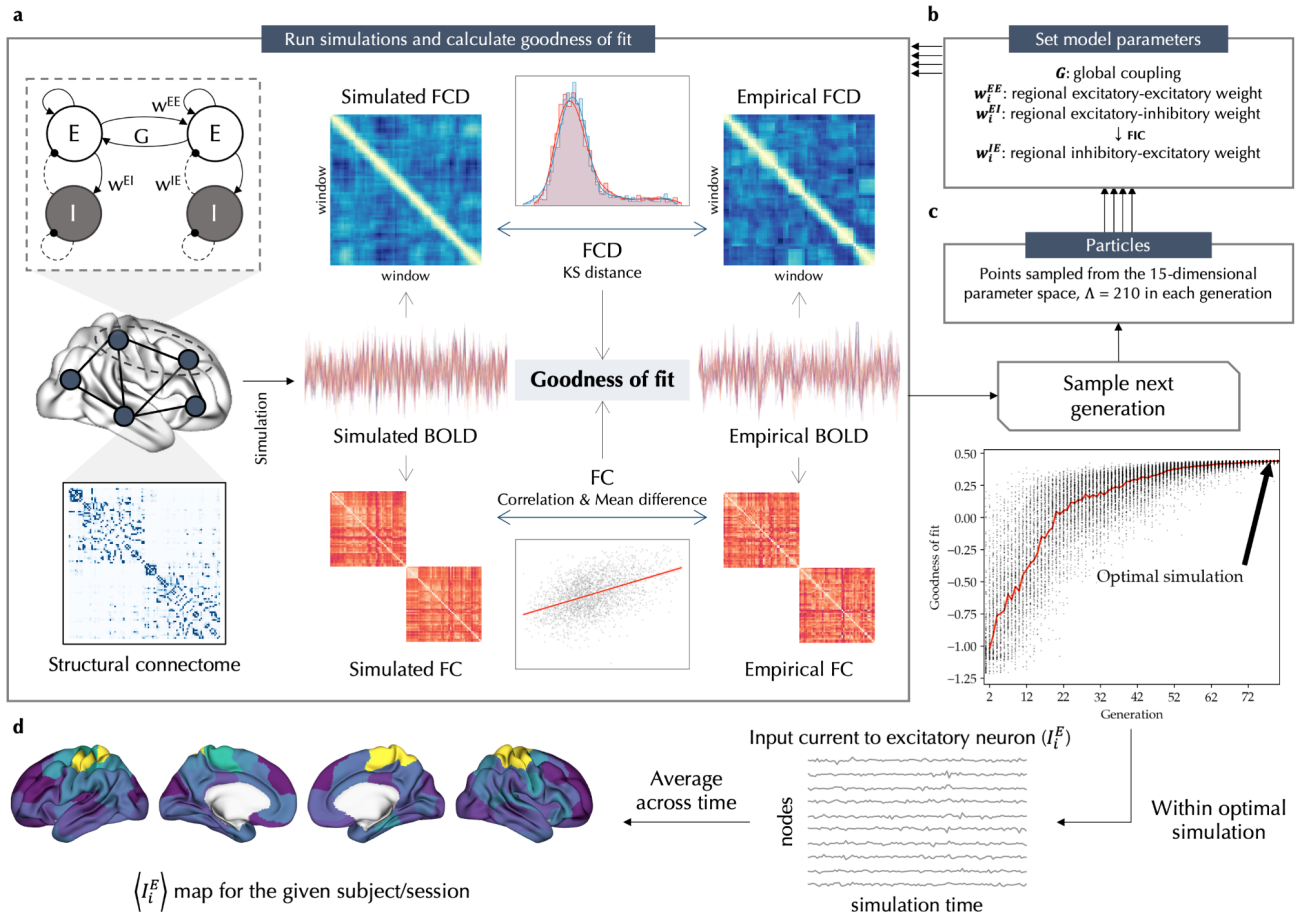 a
Run simulations and calculate goodness of fit
w^EE
E
E
G
w^EI
w^IE
I
I
Simulation
Structural connectome
Simulated FCD
window
window
FCD
KS distance
Empirical FCD
window
window
Simulated BOLD
Goodness of fit
Empirical BOLD
FC
Correlation & Mean difference
Simulated FC
Empirical FC
b
Set model parameters
G: global coupling
w_i^EE: regional excitatory-excitatory weight
w_i^EI: regional excitatory-inhibitory weight
↓ FIC
w_i^IE: regional inhibitory-excitatory weight
c
Particles
Points sampled from the 15-dimensional
parameter space, Λ = 210 in each generation
Sample next
generation
Goodness of fit
0.50
0.25
0.00
−0.25
−0.50
−0.75
−1.00
−1.25
Optimal simulation
2 12 22 32 42 52 62 72
Generation
d
⟨I_i^E⟩ map for the given subject/session
Average
across time
Input current to excitatory neuron (I_i^E)
nodes
simulation time
Within optimal
simulation